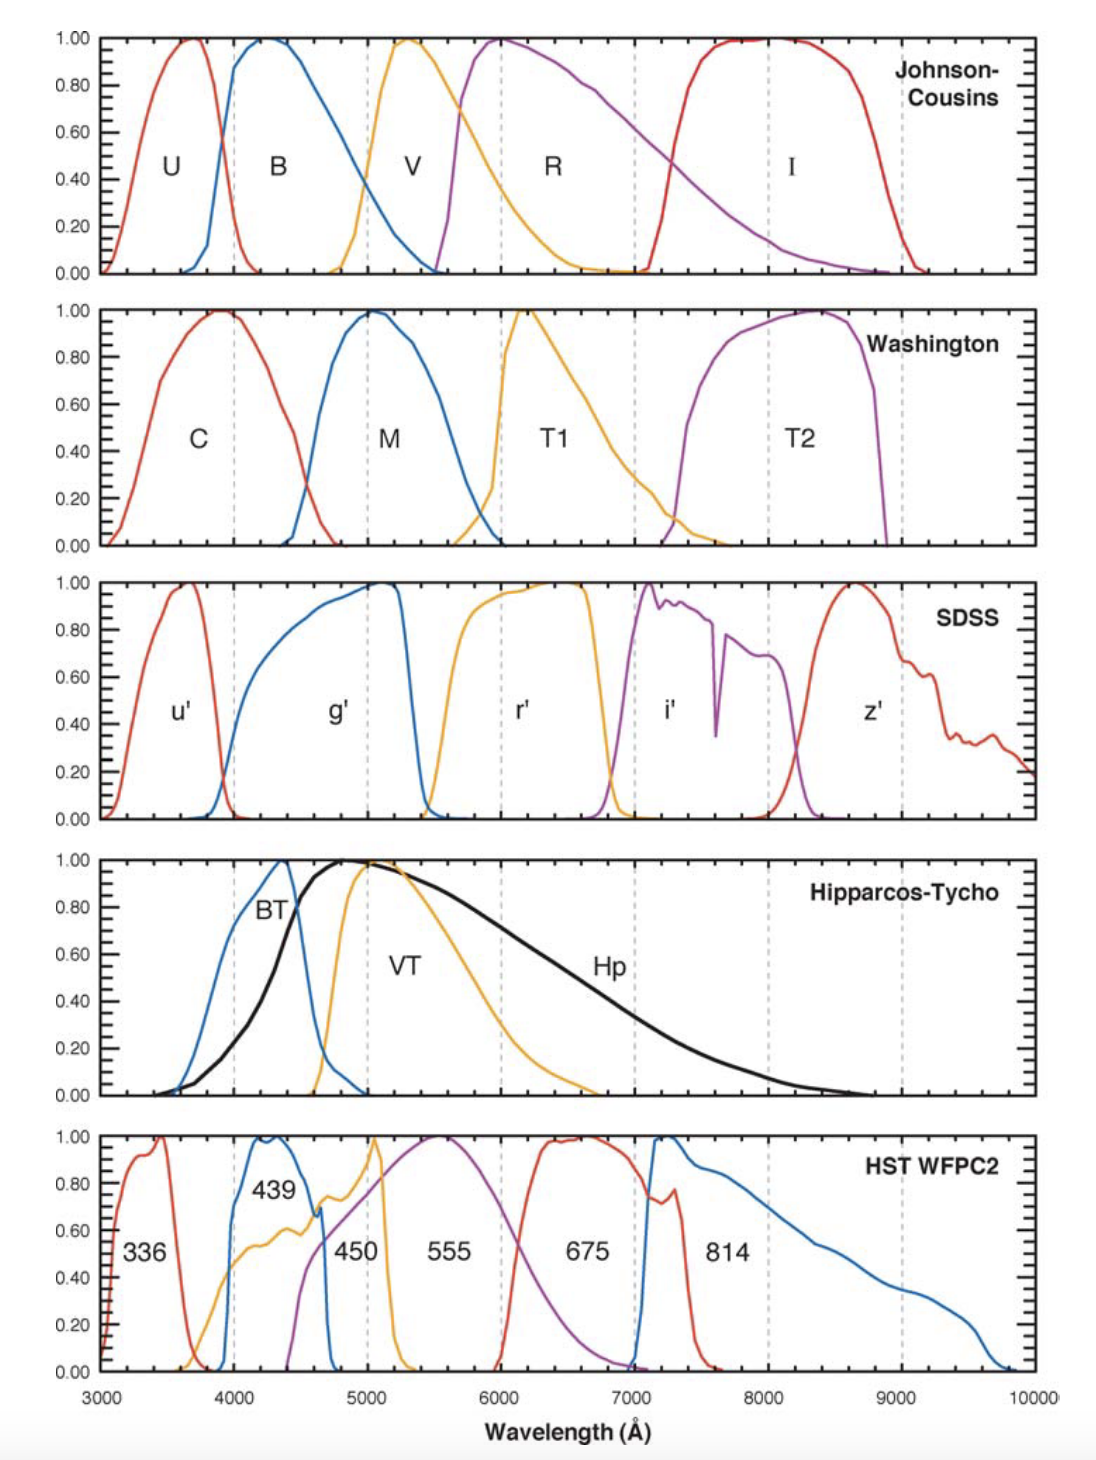 1.00
0.80
0.60
0.40
0.20
0.00
Johnson-
Cousins
U
B
V
R
I
1.00
0.80
0.60
0.40
0.20
0.00
Washington
C
M
T1
T2
1.00
0.80
0.60
0.40
0.20
0.00
SDSS
u'
g'
r'
i'
z'
1.00
0.80
0.60
0.40
0.20
0.00
Hipparcos-Tycho
BT
VT
Hp
1.00
0.80
0.60
0.40
0.20
0.00
HST WFPC2
336
439
450
555
675
814
3000 4000 5000 6000 7000 8000 9000 10000
Wavelength (Å)